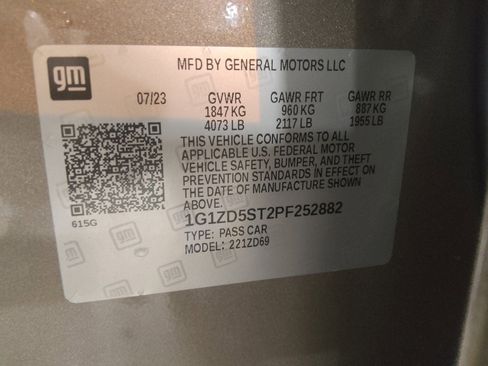 gm
MFD BY GENERAL MOTORS LLC
07/23 GVWR GAWR FRT GAWR RR
1847 KG 960 KG 887 KG
4073 LB 2117 LB 1955 LB
THIS VEHICLE CONFORMS TO ALL
APPLICABLE U.S. FEDERAL MOTOR
VEHICLE SAFETY, BUMPER, AND THEFT
PREVENTION STANDARDS IN EFFECT ON
THE DATE OF MANUFACTURE SHOWN
ABOVE.
615G
1G1ZD5ST2PF252882
TYPE: PASS CAR
MODEL: 221ZD69